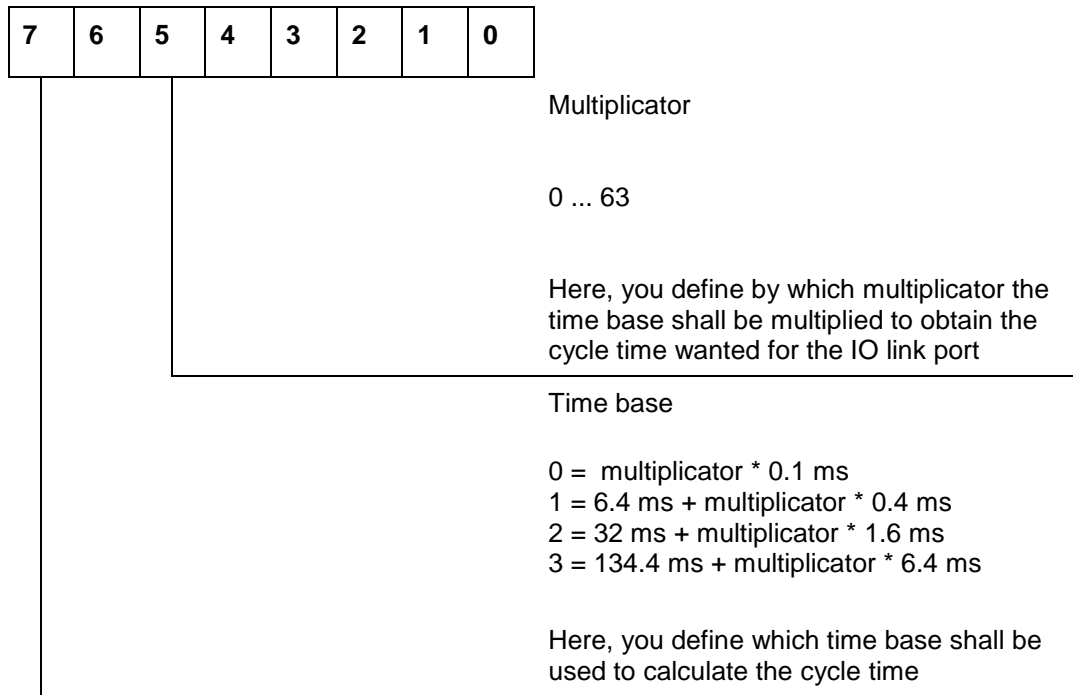 7 6 5 4 3 2 1 0
Multiplicator
0 ... 63
Here, you define by which multiplicator the
time base shall be multiplied to obtain the
cycle time wanted for the IO link port
Time base
0 = multiplicator * 0.1 ms
1 = 6.4 ms + multiplicator * 0.4 ms
2 = 32 ms + multiplicator * 1.6 ms
3 = 134.4 ms + multiplicator * 6.4 ms
Here, you define which time base shall be
used to calculate the cycle time